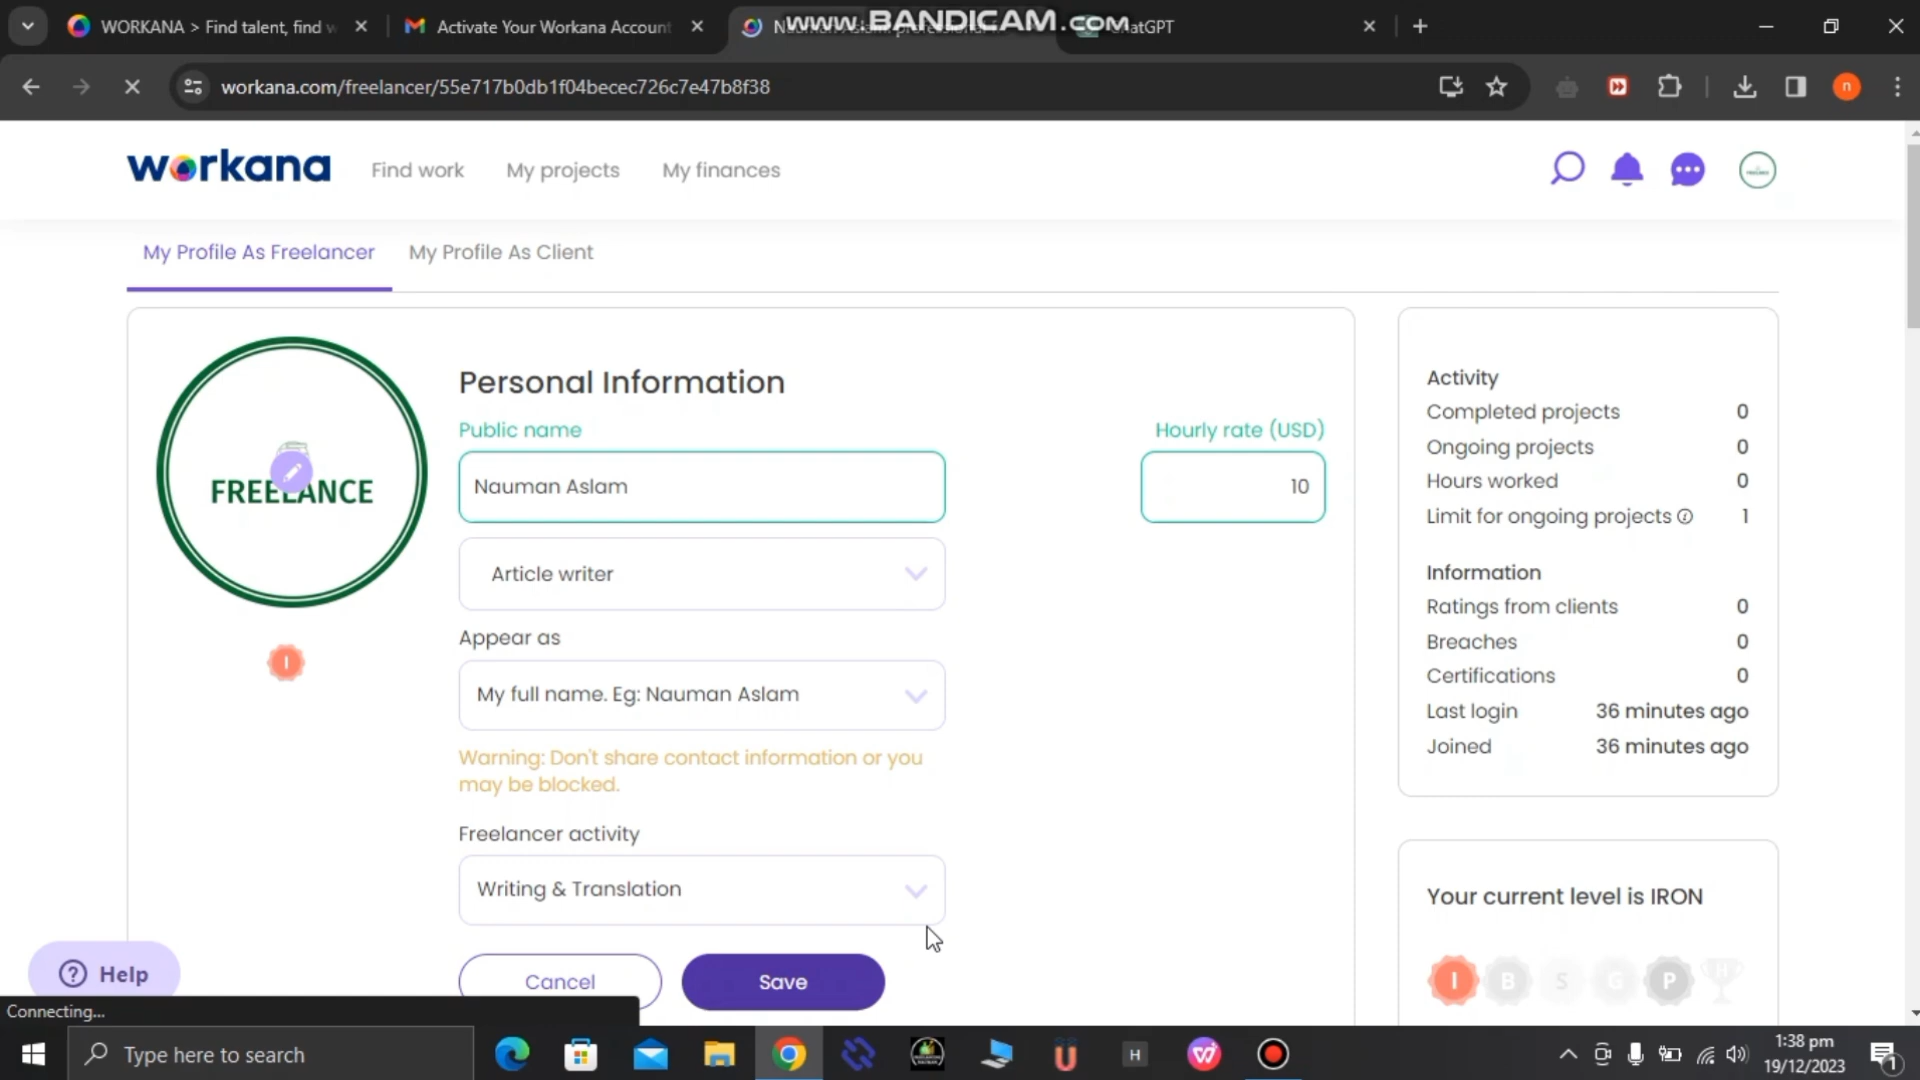 WORKANA > Find talent, find w
Activate Your Workana Account
www.BANDICAM.com
workana.com/freelancer/55e717b0db1f04becec726c7e47b8f38
n
workana
Find work
My projects
My finances
My Profile As Freelancer
My Profile As Client
FREELANCE
I
Personal Information
Public name
Hourly rate (USD)
Nauman Aslam
10
Article writer
Appear as
My full name. Eg: Nauman Aslam
Warning: Don't share contact information or you
may be blocked.
Freelancer activity
Writing & Translation
Cancel
Save
Activity
Completed projects 0
Ongoing projects 0
Hours worked 0
Limit for ongoing projects 1
Information
Ratings from clients 0
Breaches 0
Certifications 0
Last login 36 minutes ago
Joined 36 minutes ago
Your current level is IRON
I B S G P H
? Help
Connecting...
Type here to search
H
1:38 pm
19/12/2023
1